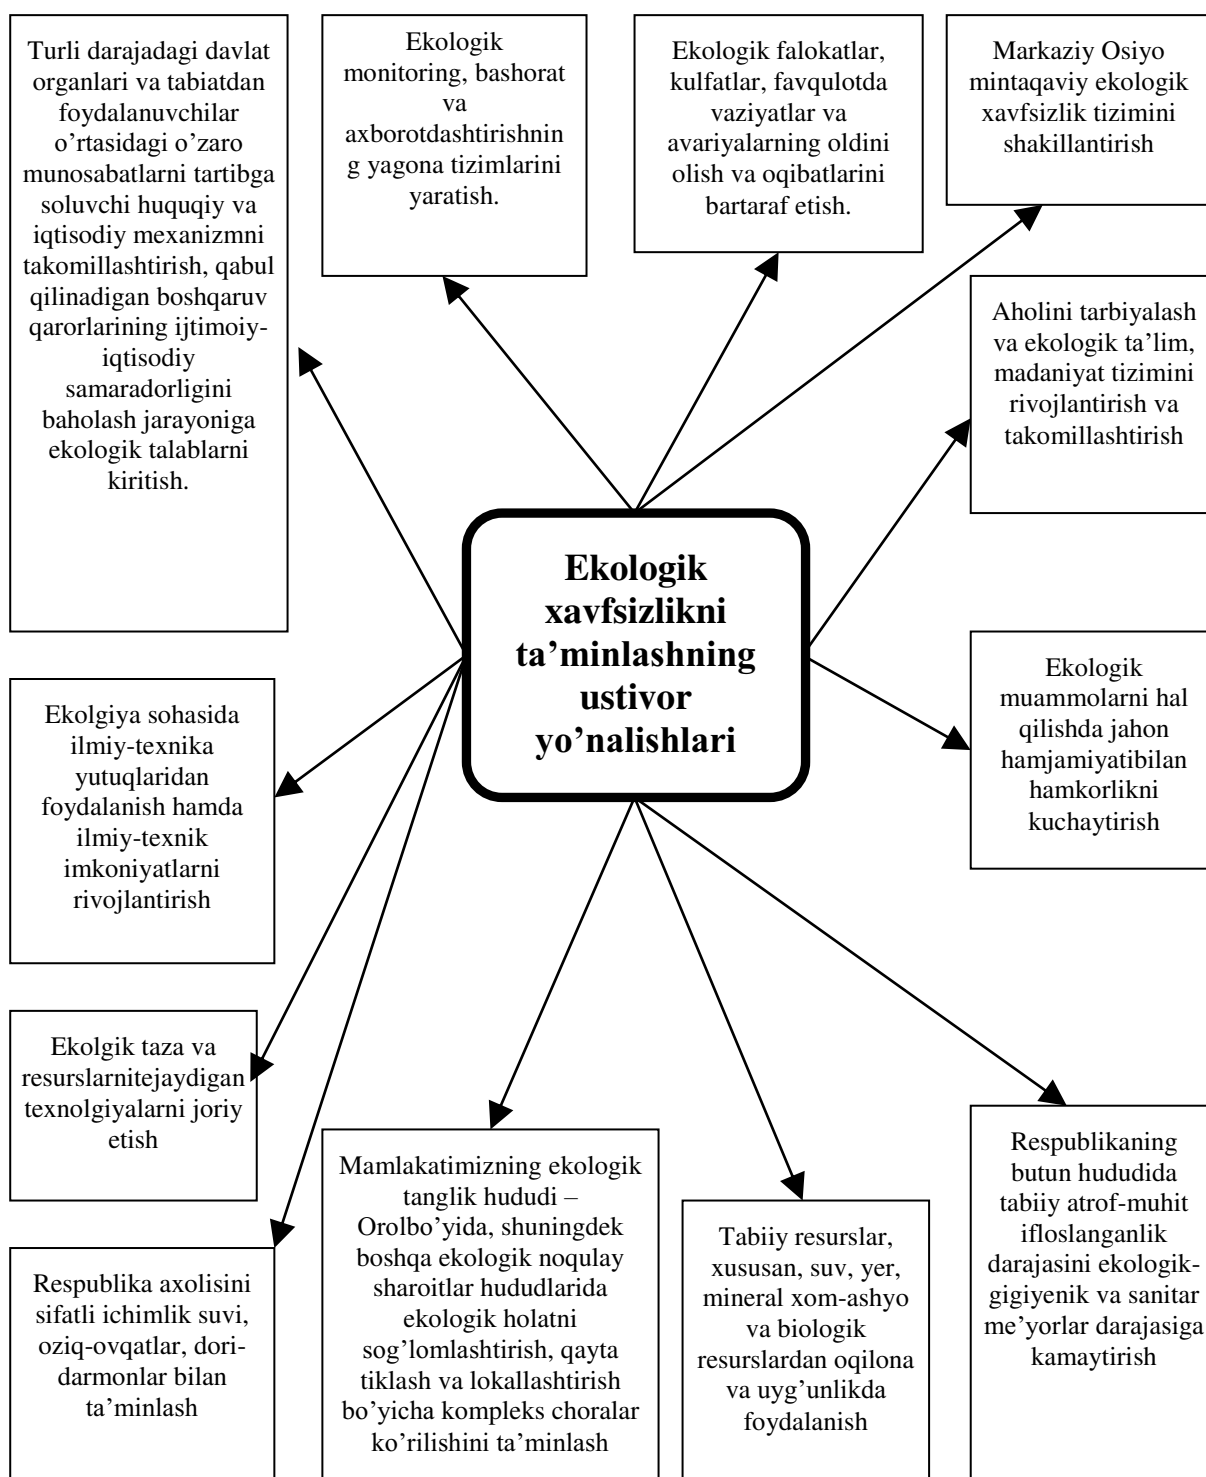 Turli darajadagi davlat
organlari va tabiatdan
foydalanuvchilar
o’rtasidagi o’zaro
munosabatlarni tartibga
soluvchi huquqiy va
iqtisodiy mexanizmni
takomillashtirish, qabul
qilinadigan boshqaruv
qarorlarining ijtimoiy-
iqtisodiy
samaradorligini
baholash jarayoniga
ekologik talablarni
kiritish.
Ekologik
monitoring, bashorat
va
axborotdashtirishnin
g yagona tizimlarini
yaratish.
Ekologik falokatlar,
kulfatlar, favqulotda
vaziyatlar va
avariyalarning oldini
olish va oqibatlarini
bartaraf etish.
Markaziy Osiyo
mintaqaviy ekologik
xavfsizlik tizimini
shakillantirish
Aholini tarbiyalash
va ekologik ta’lim,
madaniyat tizimini
rivojlantirish va
takomillashtirish
Ekologik
xavfsizlikni
ta’minlashning
ustivor
yo’nalishlari
Ekologik
muammolarni hal
qilishda jahon
hamjamiyatibilan
hamkorlikni
kuchaytirish
Ekolgiya sohasida
ilmiy-texnika
yutuqlaridan
foydalanish hamda
ilmiy-texnik
imkoniyatlarni
rivojlantirish
Ekolgik taza va
resurslarnitejaydigan
texnolgiyalarni joriy
etish
Respublika axolisini
sifatli ichimlik suvi,
oziq-ovqatlar, dori-
darmonlar bilan
ta’minlash
Mamlakatimizning ekologik
tanglik hududi –
Orolbo’yida, shuningdek
boshqa ekologik noqulay
sharoitlar hududlarida
ekologik holatni
sog’lomlashtirish, qayta
tiklash va lokallashtirish
bo’yicha kompleks choralar
ko’rilishini ta’minlash
Tabiiy resurslar,
xususan, suv, yer,
mineral xom-ashyo
va biologik
resurslardan oqilona
va uyg’unlikda
foydalanish
Respublikaning
butun hududida
tabiiy atrof-muhit
ifloslanganlik
darajasini ekologik-
gigiyenik va sanitar
me’yorlar darajasiga
kamaytirish